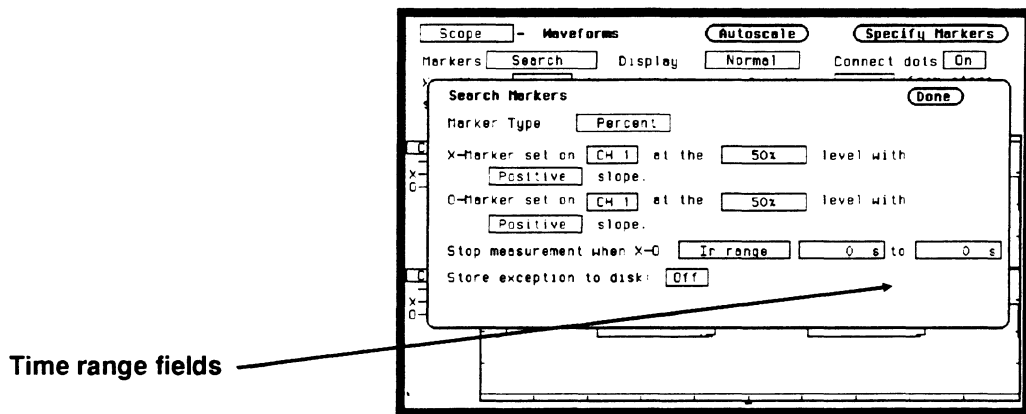 Scope - Waveforms Autoscale Specify Markers
Markers Search Display Normal Connect dots On
Search Markers Done
Marker Type Percent
X-Marker set on CH 1 at the 50% level with
Positive slope.
O-Marker set on CH 1 at the 50% level with
Positive slope.
Stop measurement when X-O In range 0 s to 0 s
Store exception to disk: Off
X-
O-
X-
O-
Time range fields